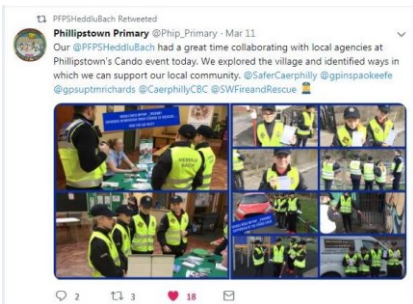 PFPSHeddluBach Retweeted
Phillipstown Primary @Phip_Primary · Mar 11
Our @PFPSHeddluBach had a great time collaborating with local agencies at
Phillipstown's Cando event today. We explored the village and identified ways in
which we can support our local community. @SaferCaerphilly @gpinspaokeefe
@gpsuptmrichards @CaerphillyCBC @SWFireandRescue
HEDDLU
BACH
2 3 18